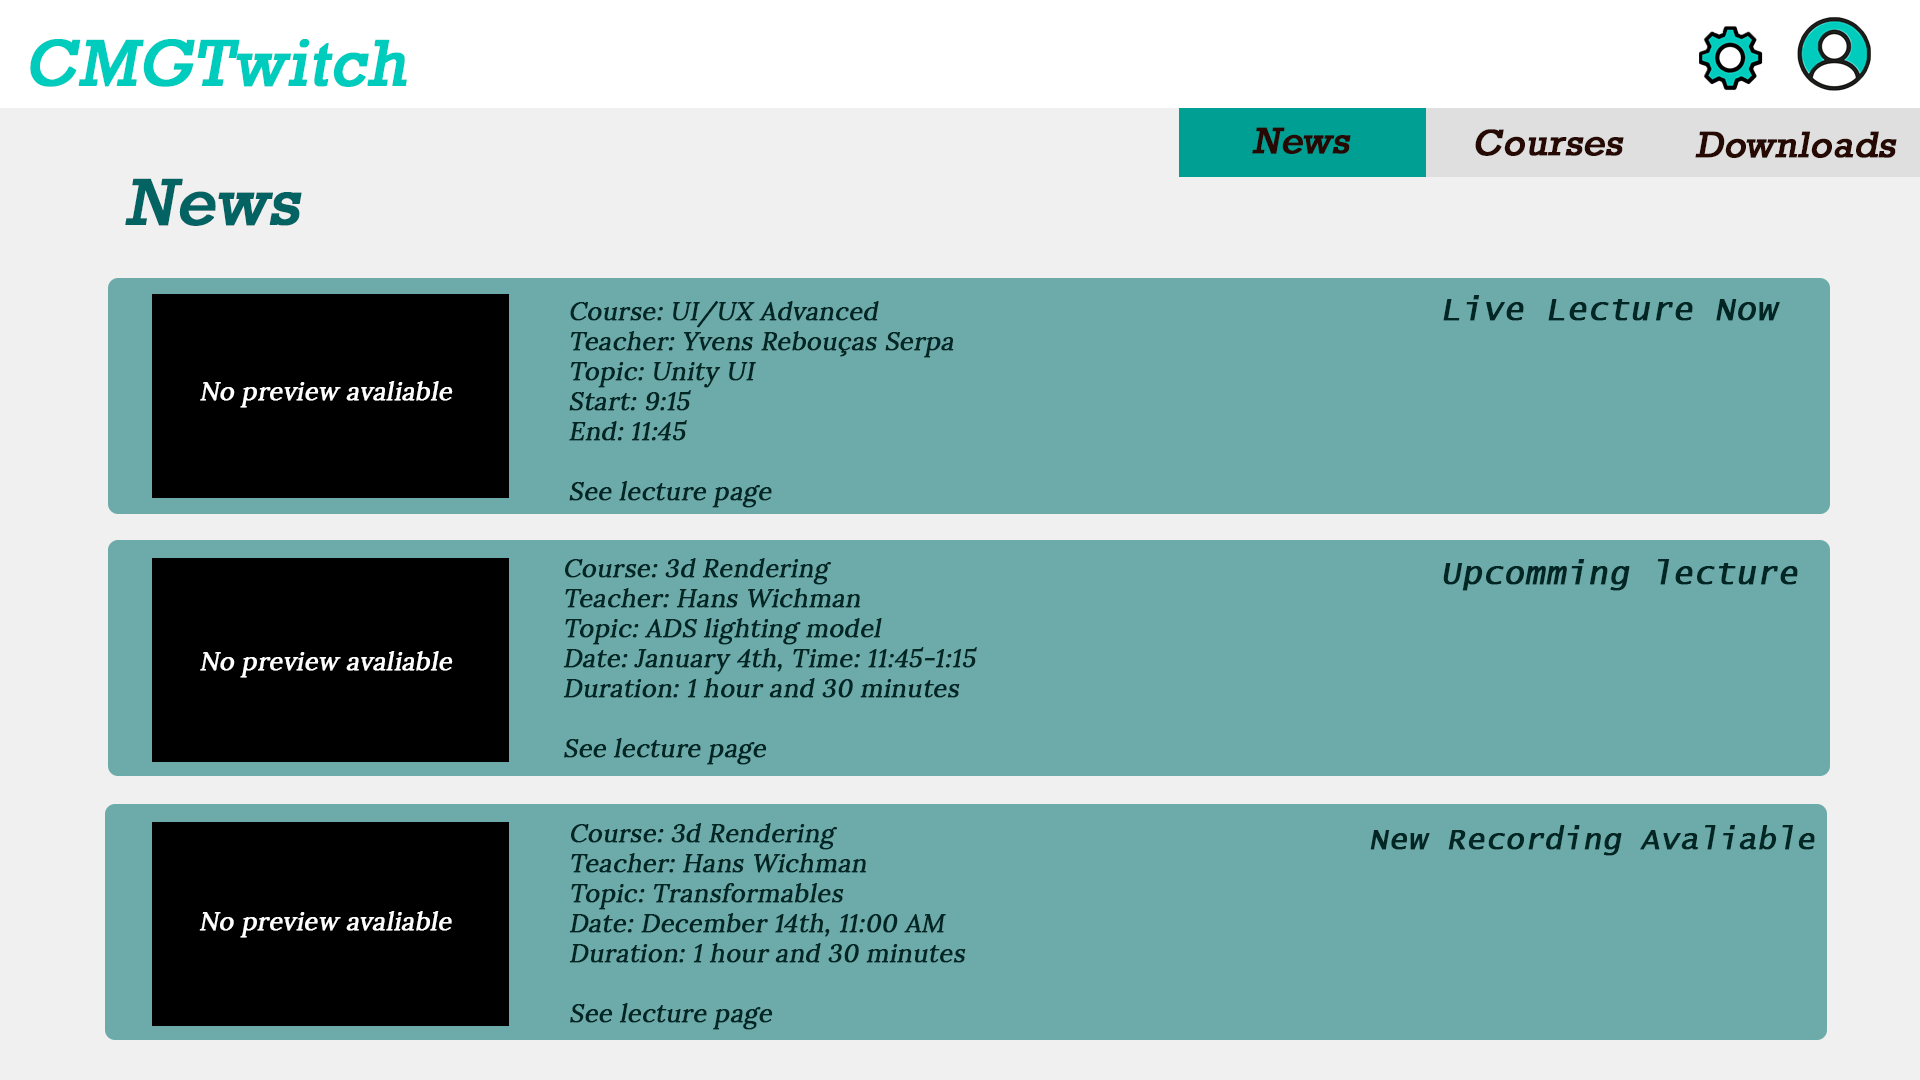 CMGTwitch
News
Courses
Downloads
News
No preview avaliable
Course: UI/UX Advanced
Teacher: Yvens Rebouças Serpa
Topic: Unity UI
Start: 9:15
End: 11:45
See lecture page
Live Lecture Now
No preview avaliable
Course: 3d Rendering
Teacher: Hans Wichman
Topic: ADS lighting model
Date: January 4th, Time: 11:45-1:15
Duration: 1 hour and 30 minutes
See lecture page
Upcomming lecture
No preview avaliable
Course: 3d Rendering
Teacher: Hans Wichman
Topic: Transformables
Date: December 14th, 11:00 AM
Duration: 1 hour and 30 minutes
See lecture page
New Recording Avaliable